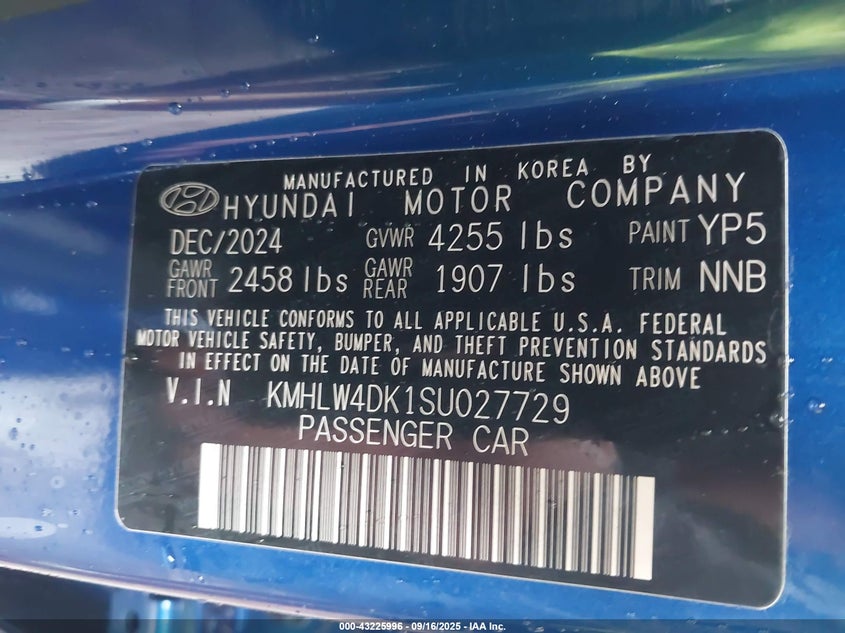 MANUFACTURED IN KOREA BY
HYUNDAI MOTOR COMPANY
DEC/2024 GVWR 4255 lbs PAINT YP5
GAWR FRONT 2458 lbs GAWR REAR 1907 lbs TRIM NNB
THIS VEHICLE CONFORMS TO ALL APPLICABLE U.S.A. FEDERAL
MOTOR VEHICLE SAFETY, BUMPER, AND THEFT PREVENTION STANDARDS
IN EFFECT ON THE DATE OF MANUFACTURE SHOWN ABOVE
V.I.N KMHLW4DK1SU027729
PASSENGER CAR
000-43225996 - 09/16/2025 - IAA Inc.